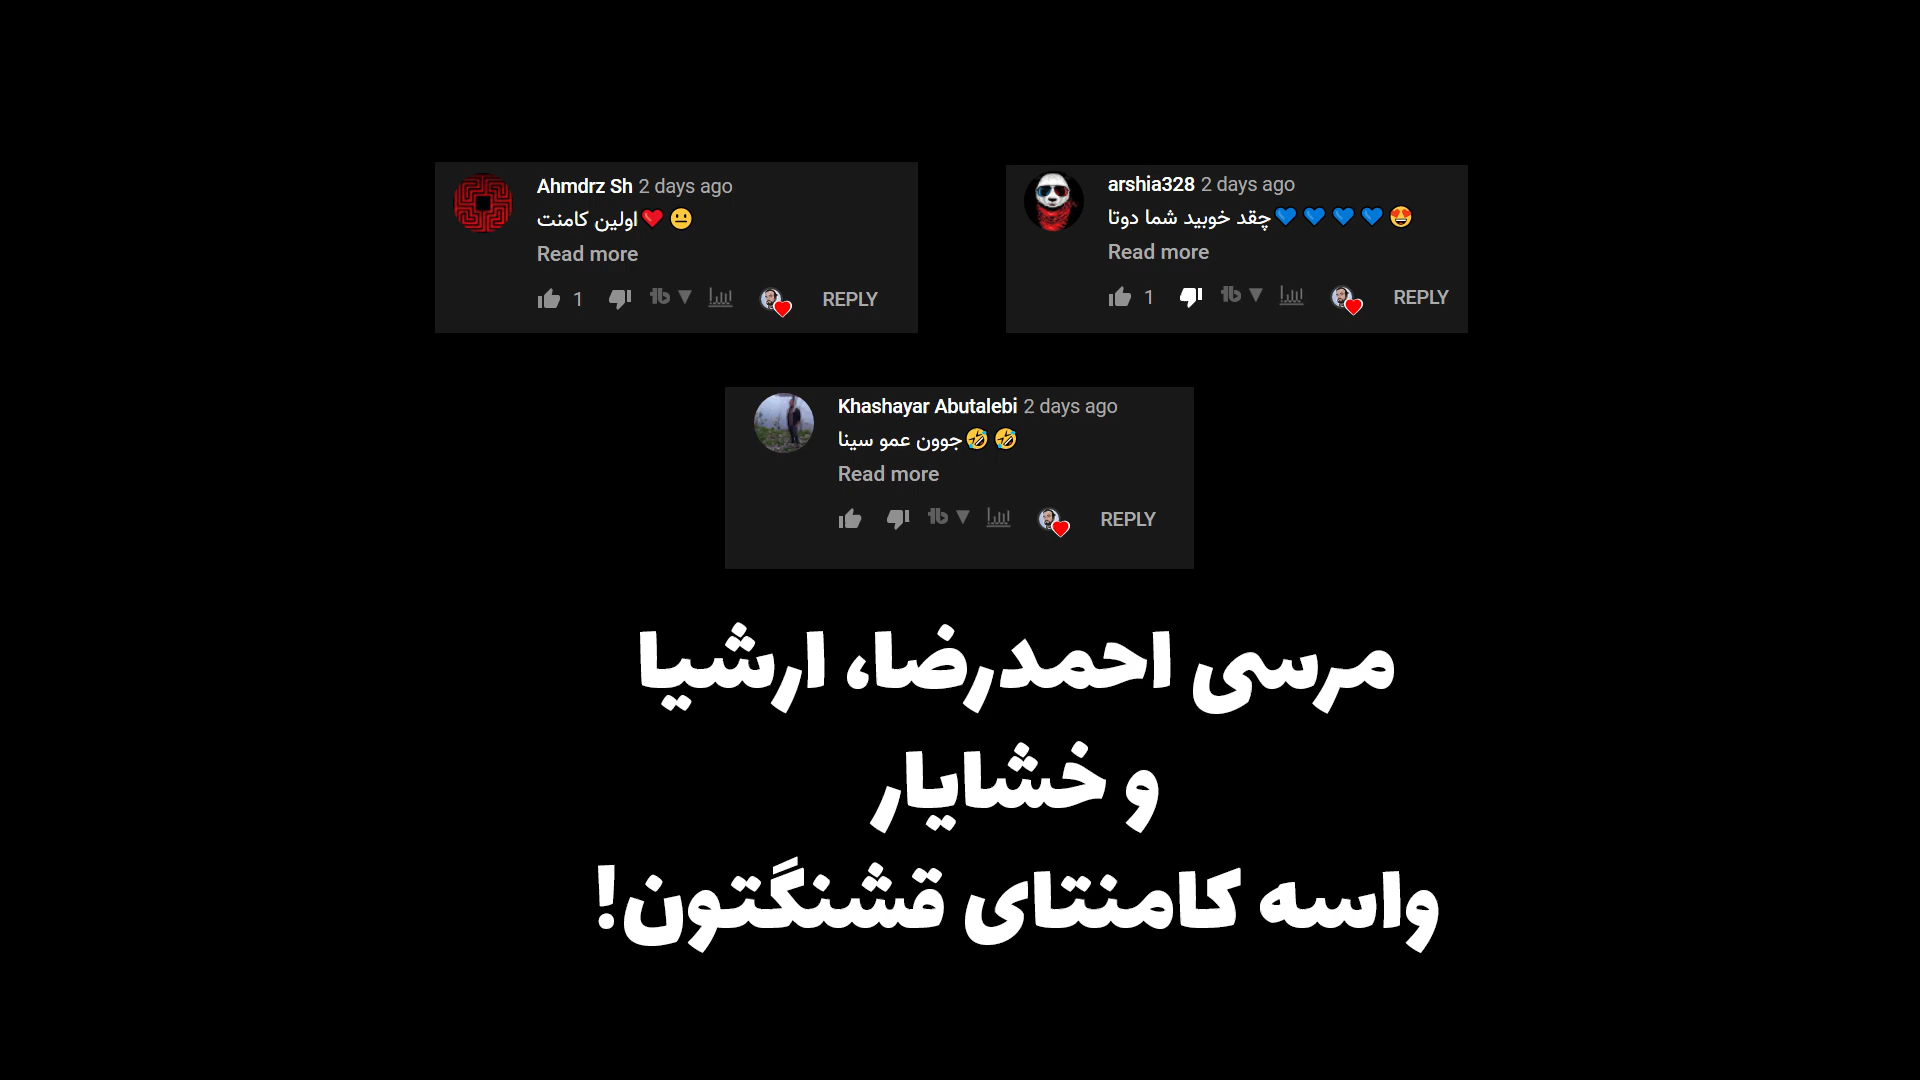 Ahmdrz Sh 2 days ago
اولین کامنت❤️😐
Read more
1 REPLY
arshia328 2 days ago
چقد خوبید شما دوتا💙💙💙💙😍
Read more
1 REPLY
Khashayar Abutalebi 2 days ago
جوون عمو سینا🤣🤣
Read more
REPLY
مرسی احمدرضا، ارشیا
و خشایار
واسه کامنتای قشنگتون!